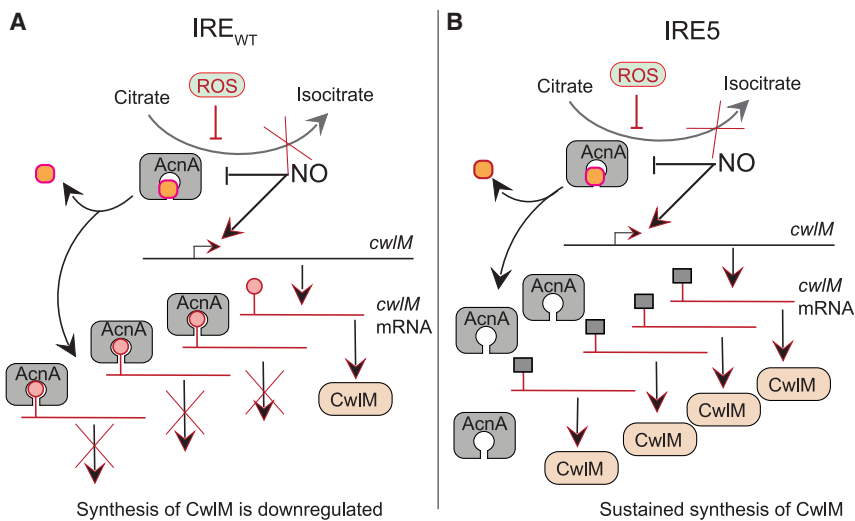 A
IRE_WT
ROS
Citrate
Isocitrate
AcnA
NO
cwlM
cwlM
mRNA
AcnA
AcnA
AcnA
CwlM
Synthesis of CwlM is downregulated
B
IRE5
ROS
Citrate
Isocitrate
AcnA
NO
cwlM
cwlM
mRNA
AcnA
AcnA
AcnA
CwlM
CwlM
CwlM
CwlM
Sustained synthesis of CwlM